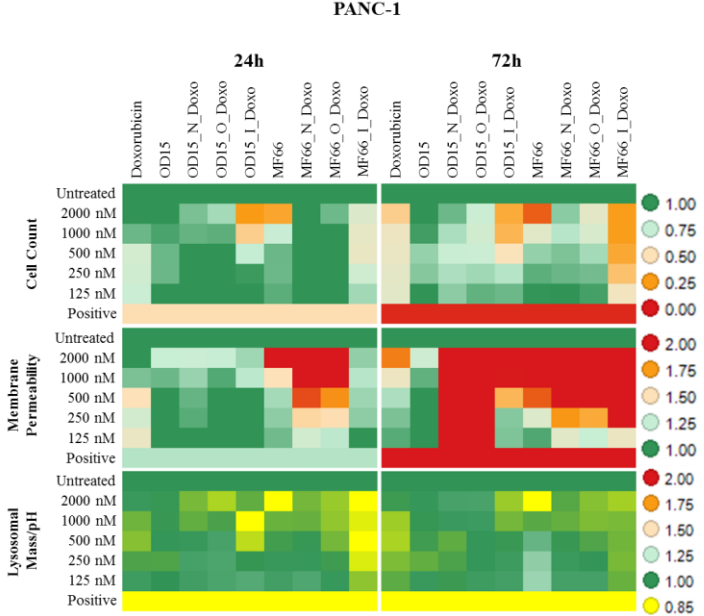 PANC-1
24h
72h
Doxorubicin
OD15
OD15_N_Doxo
OD15_O_Doxo
OD15_I_Doxo
MF66
MF66_N_Doxo
MF66_O_Doxo
MF66_I_Doxo
Doxorubicin
OD15
OD15_N_Doxo
OD15_O_Doxo
OD15_I_Doxo
MF66
MF66_N_Doxo
MF66_O_Doxo
MF66_I_Doxo
Cell Count
Untreated
2000 nM
1000 nM
500 nM
250 nM
125 nM
Positive
1.00
0.75
0.50
0.25
0.00
Membrane
Permeability
Untreated
2000 nM
1000 nM
500 nM
250 nM
125 nM
Positive
2.00
1.75
1.50
1.25
1.00
Lysosomal
Mass/pH
Untreated
2000 nM
1000 nM
500 nM
250 nM
125 nM
Positive
2.00
1.75
1.50
1.25
1.00
0.85